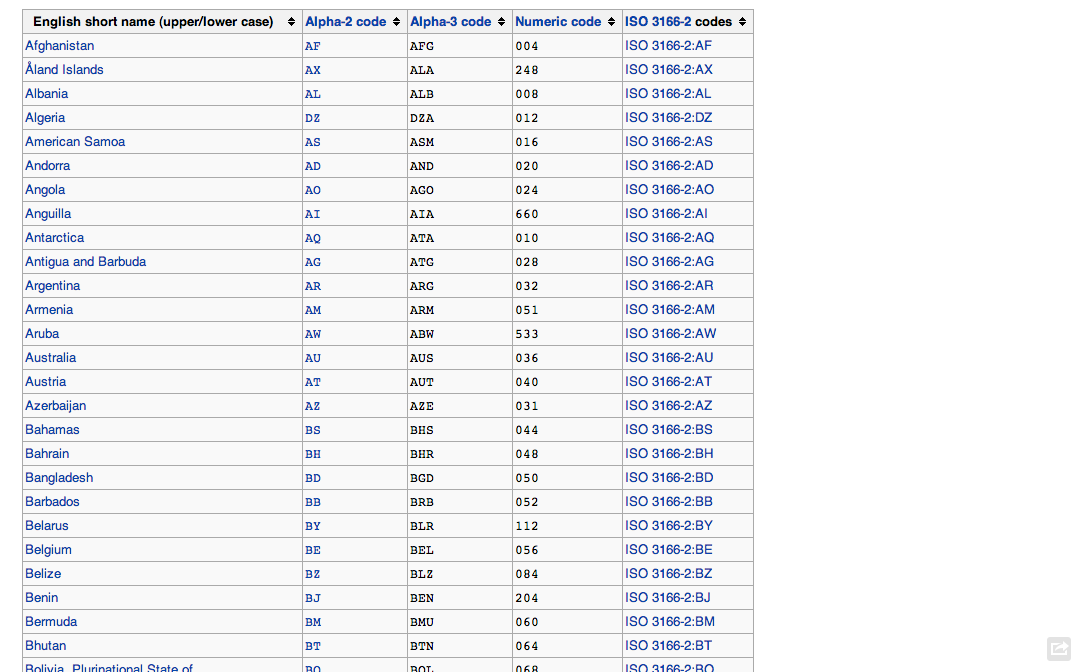 English short name (upper/lower case) Alpha-2 code Alpha-3 code Numeric code ISO 3166-2 codes
Afghanistan AF AFG 004 ISO 3166-2:AF
Åland Islands AX ALA 248 ISO 3166-2:AX
Albania AL ALB 008 ISO 3166-2:AL
Algeria DZ DZA 012 ISO 3166-2:DZ
American Samoa AS ASM 016 ISO 3166-2:AS
Andorra AD AND 020 ISO 3166-2:AD
Angola AO AGO 024 ISO 3166-2:AO
Anguilla AI AIA 660 ISO 3166-2:AI
Antarctica AQ ATA 010 ISO 3166-2:AQ
Antigua and Barbuda AG ATG 028 ISO 3166-2:AG
Argentina AR ARG 032 ISO 3166-2:AR
Armenia AM ARM 051 ISO 3166-2:AM
Aruba AW ABW 533 ISO 3166-2:AW
Australia AU AUS 036 ISO 3166-2:AU
Austria AT AUT 040 ISO 3166-2:AT
Azerbaijan AZ AZE 031 ISO 3166-2:AZ
Bahamas BS BHS 044 ISO 3166-2:BS
Bahrain BH BHR 048 ISO 3166-2:BH
Bangladesh BD BGD 050 ISO 3166-2:BD
Barbados BB BRB 052 ISO 3166-2:BB
Belarus BY BLR 112 ISO 3166-2:BY
Belgium BE BEL 056 ISO 3166-2:BE
Belize BZ BLZ 084 ISO 3166-2:BZ
Benin BJ BEN 204 ISO 3166-2:BJ
Bermuda BM BMU 060 ISO 3166-2:BM
Bhutan BT BTN 064 ISO 3166-2:BT
Bolivia, Plurinational State of BO BOL 068 ISO 3166-2:BO